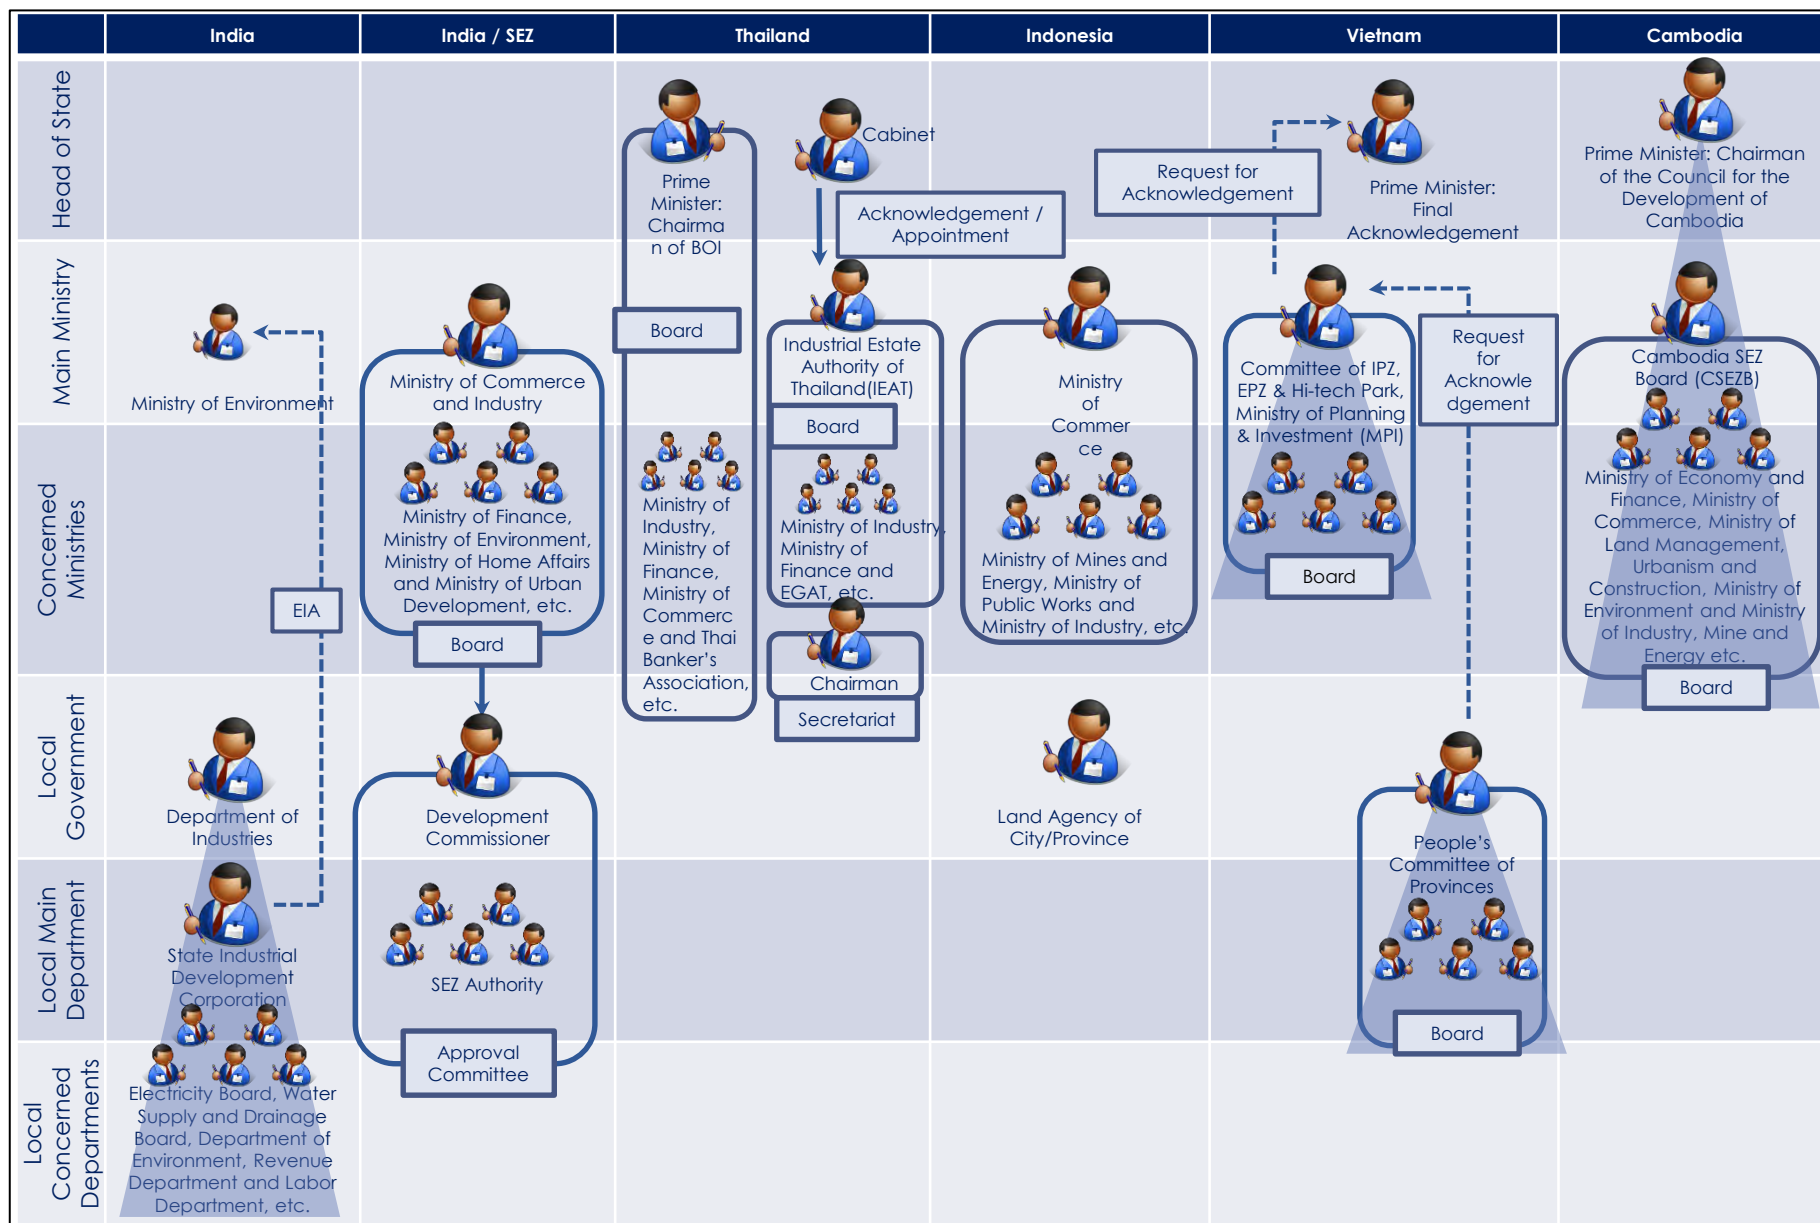 India
India / SEZ
Thailand
Indonesia
Vietnam
Cambodia
Head of State
Prime
Minister:
Chairma
n of BOI
Cabinet
Acknowledgement /
Appointment
Request for
Acknowledgement
Prime Minister:
Final
Acknowledgement
Prime Minister: Chairman
of the Council for the
Development of
Cambodia
Main Ministry
Ministry of Environment
Ministry of Commerce
and Industry
Board
Industrial Estate
Authority of
Thailand(IEAT)
Board
Ministry
of
Commer
ce
Committee of IPZ,
EPZ & Hi-tech Park,
Ministry of Planning
& Investment (MPI)
Request
for
Acknowle
dgement
Cambodia SEZ
Board (CSEZB)
Concerned
Ministries
EIA
Ministry of Finance,
Ministry of Environment,
Ministry of Home Affairs
and Ministry of Urban
Development, etc.
Board
Ministry of
Industry,
Ministry of
Finance,
Ministry of
Commerc
e and Thai
Banker's
Association,
etc.
Ministry of Industry,
Ministry of
Finance and
EGAT, etc.
Chairman
Secretariat
Ministry of Mines and
Energy, Ministry of
Public Works and
Ministry of Industry, etc.
Board
Ministry of Economy and
Finance, Ministry of
Commerce, Ministry of
Land Management,
Urbanism and
Construction, Ministry of
Environment and Ministry
of Industry, Mine and
Energy etc.
Board
Local
Government
Department of
Industries
Development
Commissioner
Land Agency of
City/Province
People's
Committee of
Provinces
Local Main
Department
State Industrial
Development
Corporation
SEZ Authority
Approval
Committee
Board
Local
Concerned
Departments
Electricity Board, Water
Supply and Drainage
Board, Department of
Environment, Revenue
Department and Labor
Department, etc.